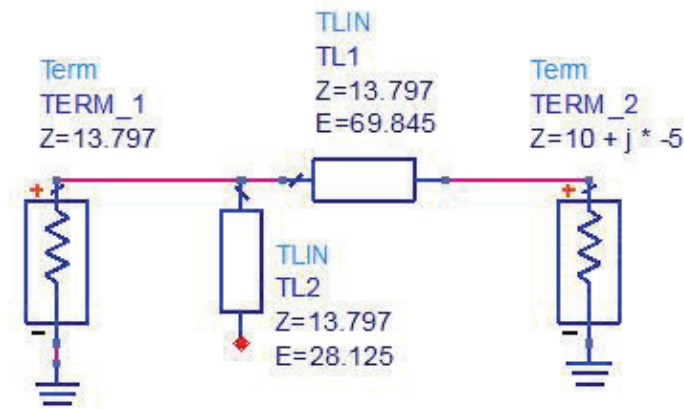 TLIN
TL1
Z=13.797
E=69.845
Term
TERM_1
Z=13.797
Term
TERM_2
Z=10 + j * -5
+
+
TLIN
TL2
Z=13.797
E=28.125
-
-